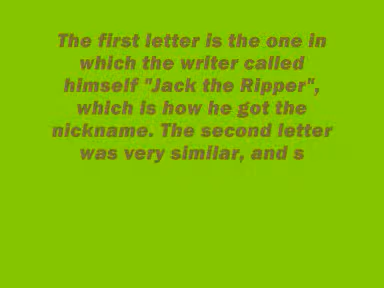 The first letter is the one in
which the writer called
himself "Jack the Ripper",
which is how he got the
nickname. The second letter
was very similar, and s